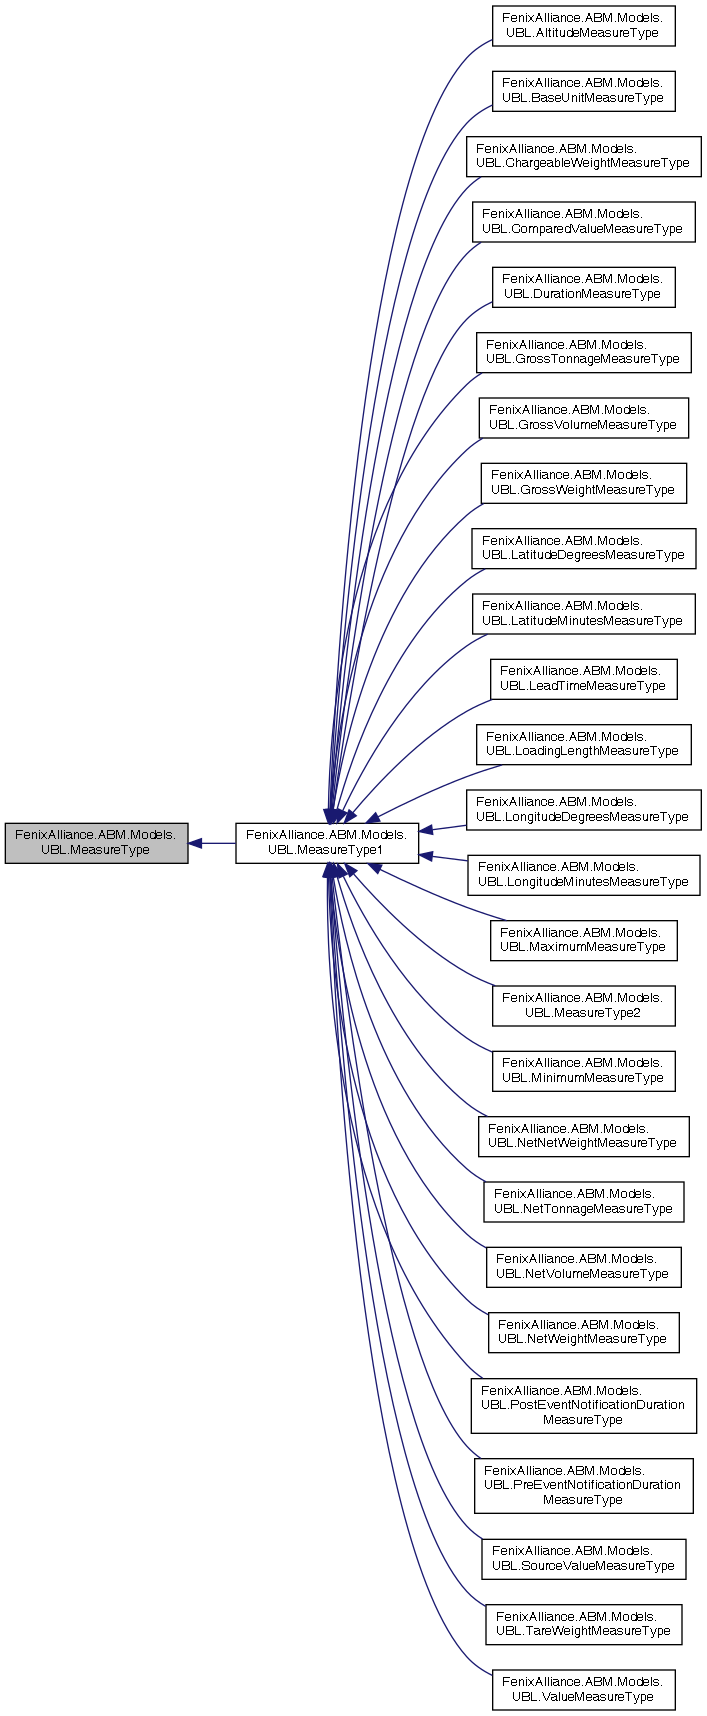 FenixAlliance.ABM.Models.
UBL.AltitudeMeasureType
FenixAlliance.ABM.Models.
UBL.BaseUnitMeasureType
FenixAlliance.ABM.Models.
UBL.ChargeableWeightMeasureType
FenixAlliance.ABM.Models.
UBL.ComparedValueMeasureType
FenixAlliance.ABM.Models.
UBL.DurationMeasureType
FenixAlliance.ABM.Models.
UBL.GrossTonnageMeasureType
FenixAlliance.ABM.Models.
UBL.GrossVolumeMeasureType
FenixAlliance.ABM.Models.
UBL.GrossWeightMeasureType
FenixAlliance.ABM.Models.
UBL.LatitudeDegreesMeasureType
FenixAlliance.ABM.Models.
UBL.LatitudeMinutesMeasureType
FenixAlliance.ABM.Models.
UBL.LeadTimeMeasureType
FenixAlliance.ABM.Models.
UBL.LoadingLengthMeasureType
FenixAlliance.ABM.Models.
UBL.LongitudeDegreesMeasureType
FenixAlliance.ABM.Models.
UBL.MeasureType
FenixAlliance.ABM.Models.
UBL.MeasureType1
FenixAlliance.ABM.Models.
UBL.LongitudeMinutesMeasureType
FenixAlliance.ABM.Models.
UBL.MaximumMeasureType
FenixAlliance.ABM.Models.
UBL.MeasureType2
FenixAlliance.ABM.Models.
UBL.MinimumMeasureType
FenixAlliance.ABM.Models.
UBL.NetNetWeightMeasureType
FenixAlliance.ABM.Models.
UBL.NetTonnageMeasureType
FenixAlliance.ABM.Models.
UBL.NetVolumeMeasureType
FenixAlliance.ABM.Models.
UBL.NetWeightMeasureType
FenixAlliance.ABM.Models.
UBL.PostEventNotificationDuration
MeasureType
FenixAlliance.ABM.Models.
UBL.PreEventNotificationDuration
MeasureType
FenixAlliance.ABM.Models.
UBL.SourceValueMeasureType
FenixAlliance.ABM.Models.
UBL.TareWeightMeasureType
FenixAlliance.ABM.Models.
UBL.ValueMeasureType